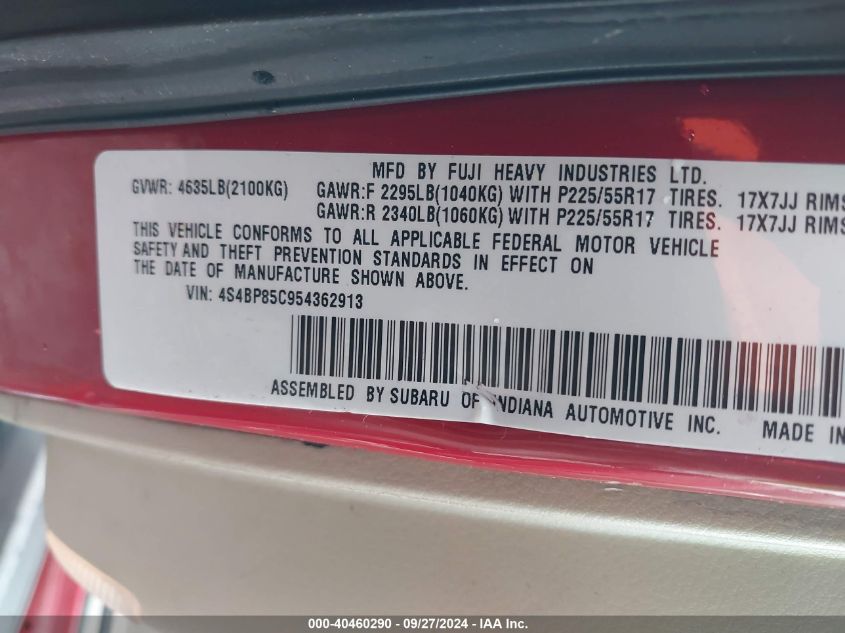 MFD BY FUJI HEAVY INDUSTRIES LTD.
GVWR: 4635LB(2100KG) GAWR:F 2295LB(1040KG) WITH P225/55R17 TIRES. 17X7JJ RIMS
GAWR:R 2340LB(1060KG) WITH P225/55R17 TIRES. 17X7JJ RIMS
THIS VEHICLE CONFORMS TO ALL APPLICABLE FEDERAL MOTOR VEHICLE
SAFETY AND THEFT PREVENTION STANDARDS IN EFFECT ON
THE DATE OF MANUFACTURE SHOWN ABOVE.
VIN: 4S4BP85C954362913
ASSEMBLED BY SUBARU OF INDIANA AUTOMOTIVE INC. MADE IN
000-40460290 - 09/27/2024 - IAA Inc.